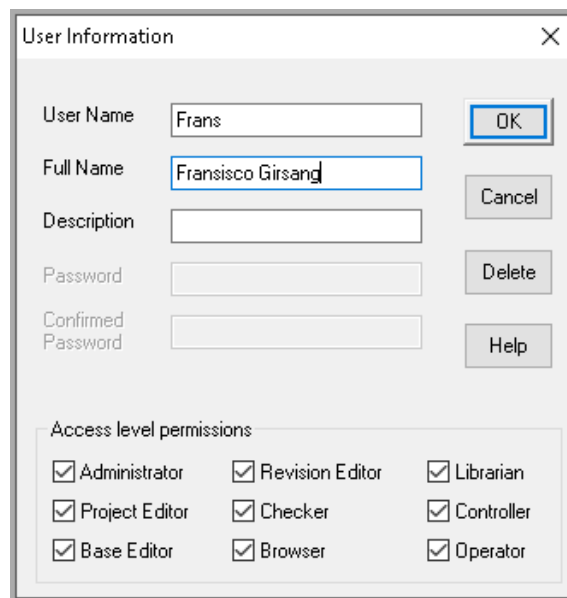 User Information
User Name Frans OK
Full Name Fransisco Girsang
Cancel
Description
Password Delete
Confirmed
Password Help
Access level permissions
Administrator Revision Editor Librarian
Project Editor Checker Controller
Base Editor Browser Operator